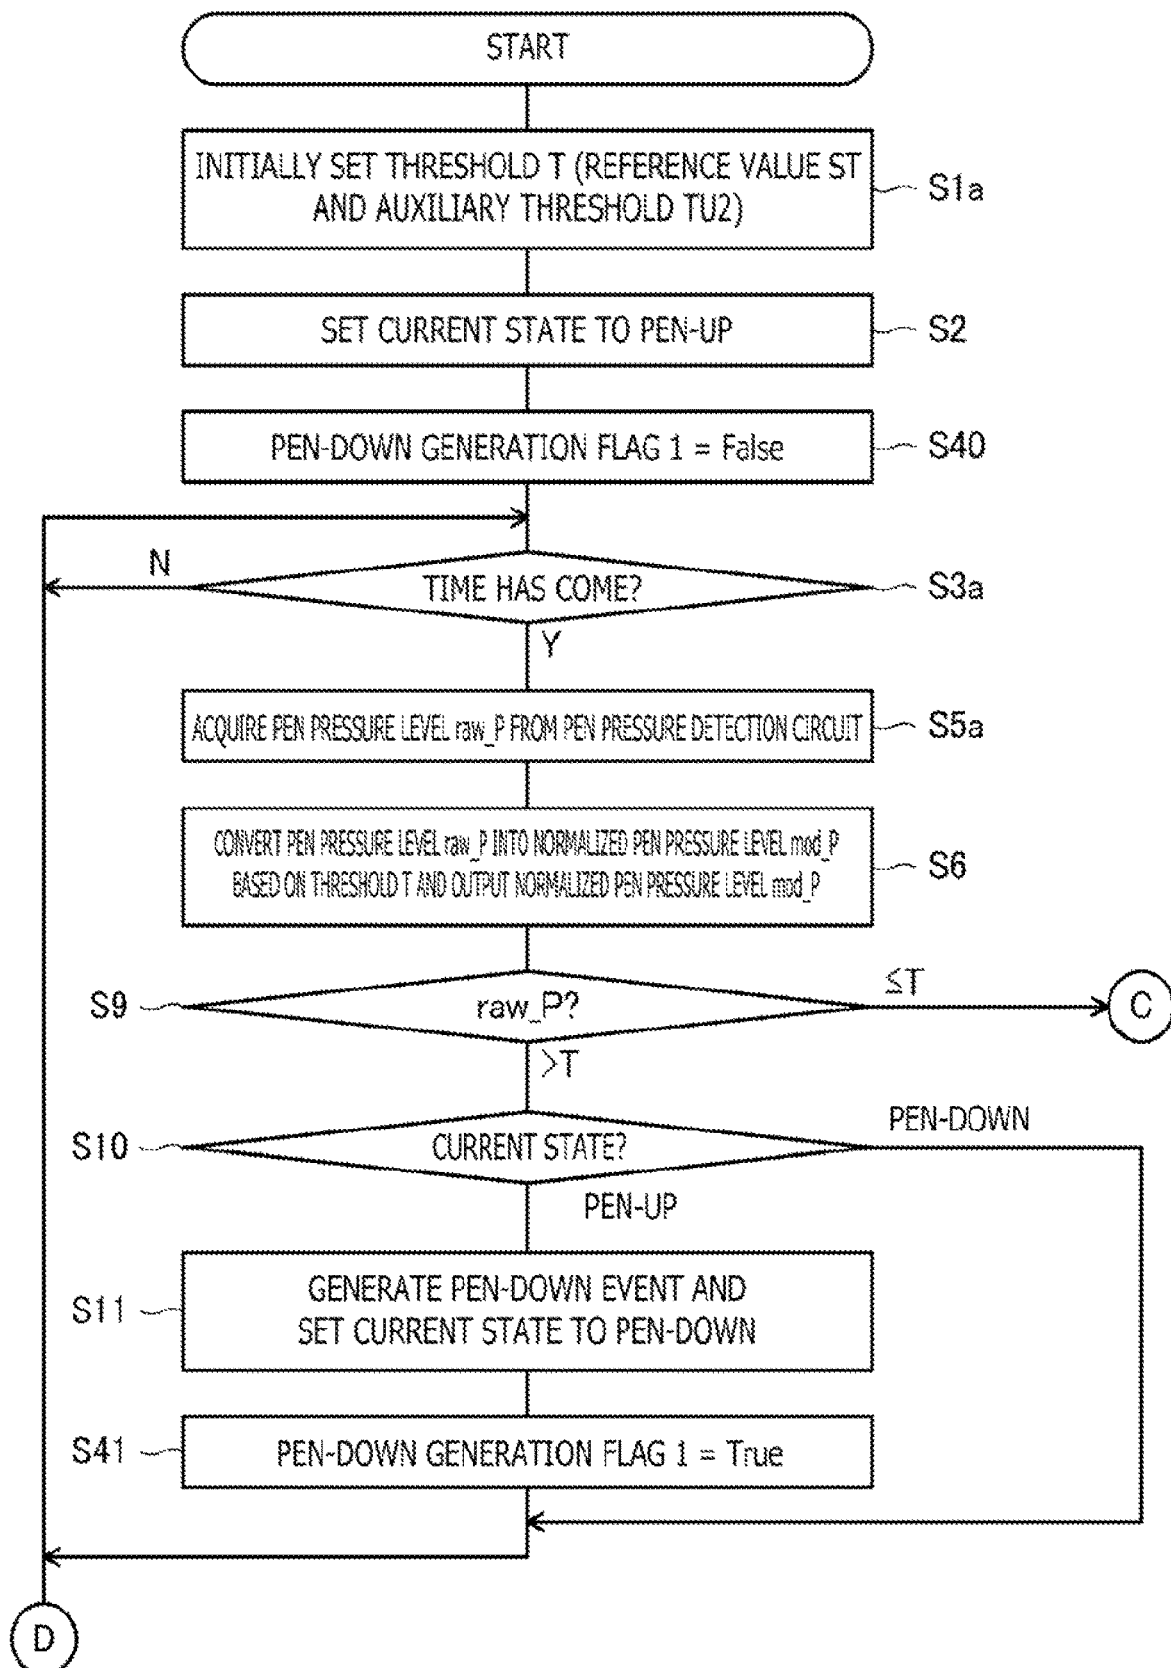 START
INITIALLY SET THRESHOLD T (REFERENCE VALUE ST
AND AUXILIARY THRESHOLD TU2)
S1a
SET CURRENT STATE TO PEN-UP
S2
PEN-DOWN GENERATION FLAG 1 = False
S40
N
TIME HAS COME?
S3a
Y
ACQUIRE PEN PRESSURE LEVEL raw_P FROM PEN PRESSURE DETECTION CIRCUIT
S5a
CONVERT PEN PRESSURE LEVEL raw_P INTO NORMALIZED PEN PRESSURE LEVEL mod_P
BASED ON THRESHOLD T AND OUTPUT NORMALIZED PEN PRESSURE LEVEL mod_P
S6
S9
raw_P?
≤T
C
>T
S10
CURRENT STATE?
PEN-DOWN
PEN-UP
S11
GENERATE PEN-DOWN EVENT AND
SET CURRENT STATE TO PEN-DOWN
S41
PEN-DOWN GENERATION FLAG 1 = True
D